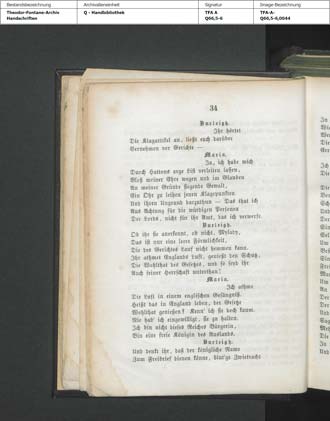 Bestandsbezeichnung
Archivalieneinheit
Signatur
Image-Bezeichnung
Theodor-Fontane-Archiv
Handschriften
Q - Handbibliothek
TFA A
Q66,5-6
TFA-A-
Q66,5-6,0044
34
Burleigh.
Ihr hörtet
Die Klagartikel an, ließt euch darüber
Vernehmen vor Gerichte —
Maria.
Ja, ich habe mich
Durch Hattons arge List verleiten lassen,
Bloß meiner Ehre wegen und im Glauben
An meiner Gründe siegende Gewalt,
Ein Ohr zu leihen jenen Klagepunkten
Und ihren Ungrund darzuthun — Das that ich
Aus Achtung für die würdigen Personen
Der Lords, nicht für ihr Amt, das ich verwerfe.
Burleigh.
Ob ihr sie anerkennt, ob nicht, Mylady,
Das ist nur eine leere Förmlichkeit,
Die des Gerichtes Lauf nicht hemmen kann.
Ihr athmet Englands Luft, genießt den Schutz,
Die Wohlthat des Gesetzes, und so seid ihr
Auch seiner Herrschaft unterthan!
Maria.
Ich athme
Die Luft in einem englischen Gefängniß.
Heißt das in England leben, der Gesetze
Wohlthat genießen? Kenn' ich sie doch kaum.
Nie hab' ich eingewilligt, sie zu halten.
Ich bin nicht dieses Reiches Bürgerin,
Bin eine freie Königin des Auslands.
Burleigh.
Und denkt ihr, daß der königliche Name
Zum Freibrief dienen könne, blut'ge Zwietracht